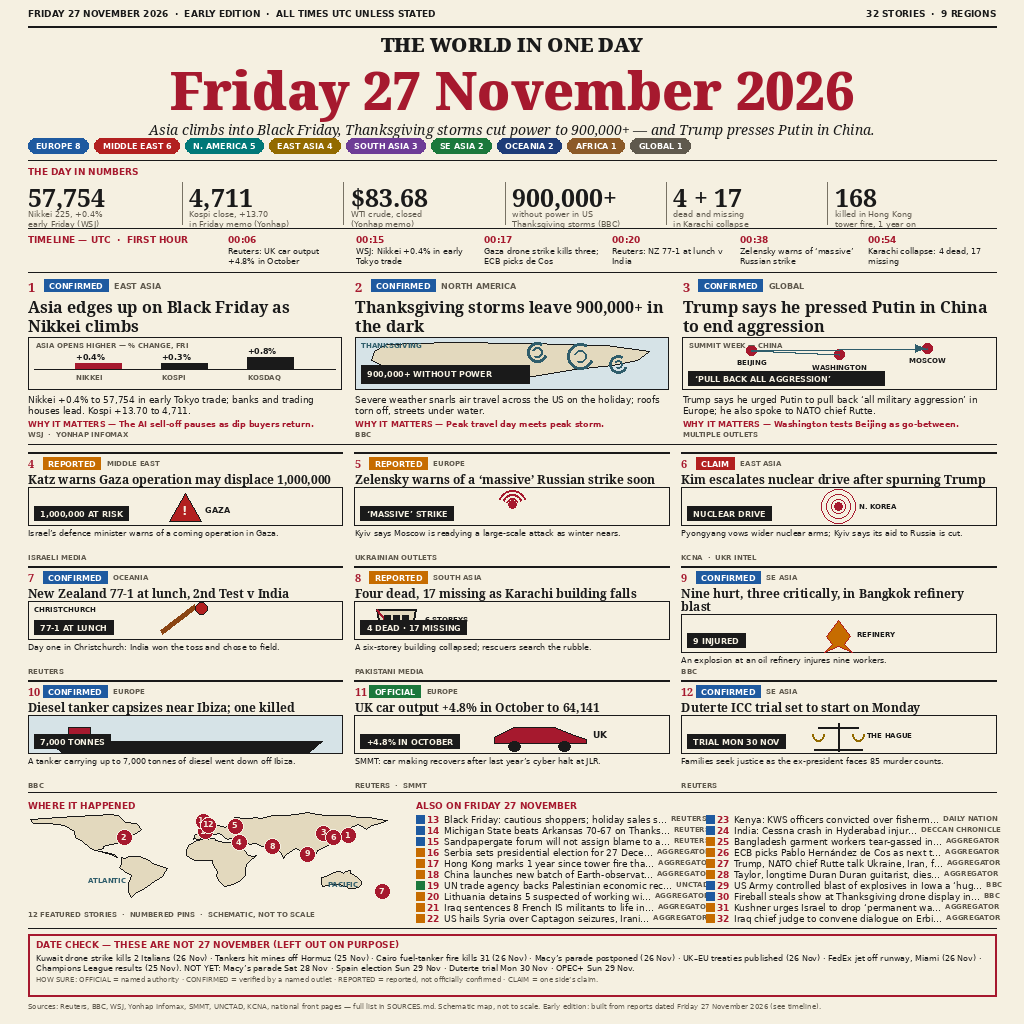 FRIDAY 27 NOVEMBER 2026 · EARLY EDITION · ALL TIMES UTC UNLESS STATED
32 STORIES · 9 REGIONS
THE WORLD IN ONE DAY
Friday 27 November 2026
Asia climbs into Black Friday, Thanksgiving storms cut power to 900,000+ — and Trump presses Putin in China.
EUROPE 8
MIDDLE EAST 6
N. AMERICA 5
EAST ASIA 4
SOUTH ASIA 3
SE ASIA 2
OCEANIA 2
AFRICA 1
GLOBAL 1
THE DAY IN NUMBERS
57,754
Nikkei 225, +0.4%
early Friday (WSJ)
4,711
Kospi close, +13.70
in Friday memo (Yonhap)
$83.68
WTI crude, closed
(Yonhap Infomax)
900,000+
without power in US
Thanksgiving storms (BBC)
4 + 17
dead and missing
in Karachi collapse
168
killed in Hong Kong
tower fire, 1 year on
TIMELINE — UTC · FIRST HOUR
00:06
Reuters: UK car output
+4.8% in October
00:15
WSJ: Nikkei +0.4% in early
Tokyo trade
00:17
Gaza drone strike kills three;
ECB picks de Cos
00:20
Reuters: NZ 77-1 at lunch v
India
00:38
Zelensky warns of ‘massive’
Russian strike
00:54
Karachi collapse: 4 dead, 17
missing
1 CONFIRMED EAST ASIA
Asia edges up on Black Friday as
Nikkei climbs
ASIA OPENS HIGHER — % CHANGE, FRI
+0.4%
+0.3%
+0.8%
NIKKEI
KOSPI
KOSDAQ
Nikkei +0.4% to 57,754 in early Tokyo trade; banks and trading
houses lead. Kospi +13.70 to 4,711.
WHY IT MATTERS — The AI sell-off pauses as dip buyers return.
WSJ · YONHAP INFOMAX
2 CONFIRMED NORTH AMERICA
Thanksgiving storms leave 900,000+ in
the dark
THANKSGIVING
900,000+ WITHOUT POWER
Severe weather snarls air travel across the US on the holiday; roofs
torn off, streets under water.
WHY IT MATTERS — Peak travel day meets peak storm.
BBC
3 CONFIRMED GLOBAL
Trump says he pressed Putin in China
to end aggression
SUMMIT WEEK · CHINA
BEIJING
WASHINGTON
MOSCOW
‘PULL BACK ALL AGGRESSION’
Trump says he urged Putin to pull back ‘all military aggression’ in
Europe; he also spoke to NATO chief Rutte.
WHY IT MATTERS — Washington tests Beijing as go-between.
MULTIPLE OUTLETS
4 REPORTED MIDDLE EAST
Katz warns Gaza operation may displace 1,000,000
1,000,000 AT RISK
!
GAZA
Israel’s defence minister warns of a coming operation in Gaza.
ISRAELI MEDIA
5 REPORTED EUROPE
Zelensky warns of a ‘massive’ Russian strike soon
‘MASSIVE’ STRIKE
Kyiv says Moscow is readying a large-scale attack as winter nears.
UKRAINIAN OUTLETS
6 CLAIM EAST ASIA
Kim escalates nuclear drive after spurning Trump
NUCLEAR DRIVE
N. KOREA
Pyongyang vows wider nuclear arms; Kyiv says its aid to Russia is cut.
KCNA · UKR INTEL
7 CONFIRMED OCEANIA
New Zealand 77-1 at lunch, 2nd Test v India
CHRISTCHURCH
77-1 AT LUNCH
Day one in Christchurch: India won the toss and chose to field.
REUTERS
8 REPORTED SOUTH ASIA
Four dead, 17 missing as Karachi building falls
6 STOREYS
4 DEAD · 17 MISSING
A six-storey building collapsed; rescuers search the rubble.
PAKISTANI MEDIA
9 CONFIRMED SE ASIA
Nine hurt, three critically, in Bangkok refinery
blast
9 INJURED
REFINERY
An explosion at an oil refinery injures nine workers.
BBC
10 CONFIRMED EUROPE
Diesel tanker capsizes near Ibiza; one killed
7,000 TONNES
A tanker carrying up to 7,000 tonnes of diesel went down off Ibiza.
BBC
11 OFFICIAL EUROPE
UK car output +4.8% in October to 64,141
+4.8% IN OCTOBER
UK
SMMT: car making recovers after last year’s cyber halt at JLR.
REUTERS · SMMT
12 CONFIRMED SE ASIA
Duterte ICC trial set to start on Monday
TRIAL MON 30 NOV
THE HAGUE
Families seek justice as the ex-president faces 85 murder counts.
REUTERS
WHERE IT HAPPENED
2
12
5
4
8
9
3
6
1
7
ATLANTIC
PACIFIC
12 FEATURED STORIES · NUMBERED PINS · SCHEMATIC, NOT TO SCALE
ALSO ON FRIDAY 27 NOVEMBER
13 Black Friday: cautious shoppers; holiday sales s... REUTERS
14 Michigan State beats Arkansas 70-67 on Thanks... REUTER
15 Sandpapergate forum will not assign blame to a... REUTER
16 Serbia sets presidential election for 27 Dece... AGGREGATO
17 Hong Kong marks 1 year since tower fire tha... AGGREGATO
18 China launches new batch of Earth-observat... AGGREGATO
19 UN trade agency backs Palestinian economic rec... UNCTAD
20 Lithuania detains 5 suspected of working wi... AGGREGATO
21 Iraq sentences 8 French IS militants to life in... AGGREGATO
22 US hails Syria over Captagon seizures, Irani... AGGREGATOR
23 Kenya: KWS officers convicted over fisherm... DAILY NATION
24 India: Cessna crash in Hyderabad injur... DECCAN CHRONICLE
25 Bangladesh garment workers tear-gassed in... AGGREGATOR
26 ECB picks Pablo Hernández de Cos as next t... AGGREGATOR
27 Trump, NATO chief Rutte talk Ukraine, Iran, f... AGGREGATOR
28 Taylor, longtime Duran Duran guitarist, dies... AGGREGATOR
29 US Army controlled blast of explosives in Iowa a ‘hug... BBC
30 Fireball steals show at Thanksgiving drone display in... BBC
31 Kushner urges Israel to drop ‘permanent wa... AGGREGATOR
32 Iraq chief judge to convene dialogue on Erbi... AGGREGATOR
DATE CHECK — THESE ARE NOT 27 NOVEMBER (LEFT OUT ON PURPOSE)
Kuwait drone strike kills 2 Italians (26 Nov) · Tankers hit mines off Hormuz (25 Nov) · Cairo fuel-tanker fire kills 31 (26 Nov) · Macy’s parade postponed (26 Nov) · UK–EU treaties published (26 Nov) · FedEx jet off runway, Miami (26 Nov) ·
Champions League results (25 Nov). NOT YET: Macy’s parade Sat 28 Nov · Spain election Sun 29 Nov · Duterte trial Mon 30 Nov · OPEC+ Sun 29 Nov.
HOW SURE: OFFICIAL = named authority · CONFIRMED = verified by a named outlet · REPORTED = reported, not officially confirmed · CLAIM = one side’s claim.
Sources: Reuters, BBC, WSJ, Yonhap Infomax, SMMT, UNCTAD, KCNA, national front pages — full list in SOURCES.md. Schematic map, not to scale. Early edition: built from reports dated Friday 27 November 2026 (see timeline).